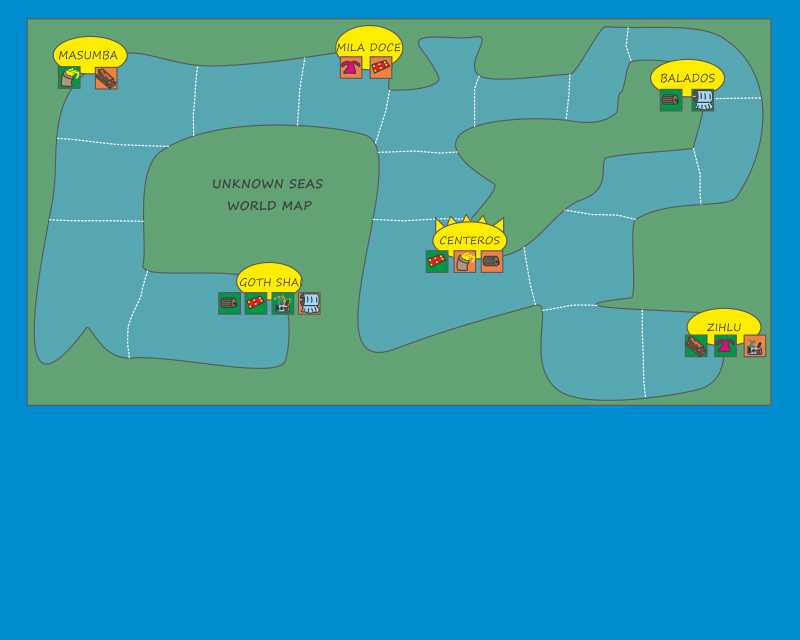 MASUMBA
MILA DOCE
BALADOS
UNKNOWN SEAS
WORLD MAP
CENTEROS
GOTH SHA
ZIHLU